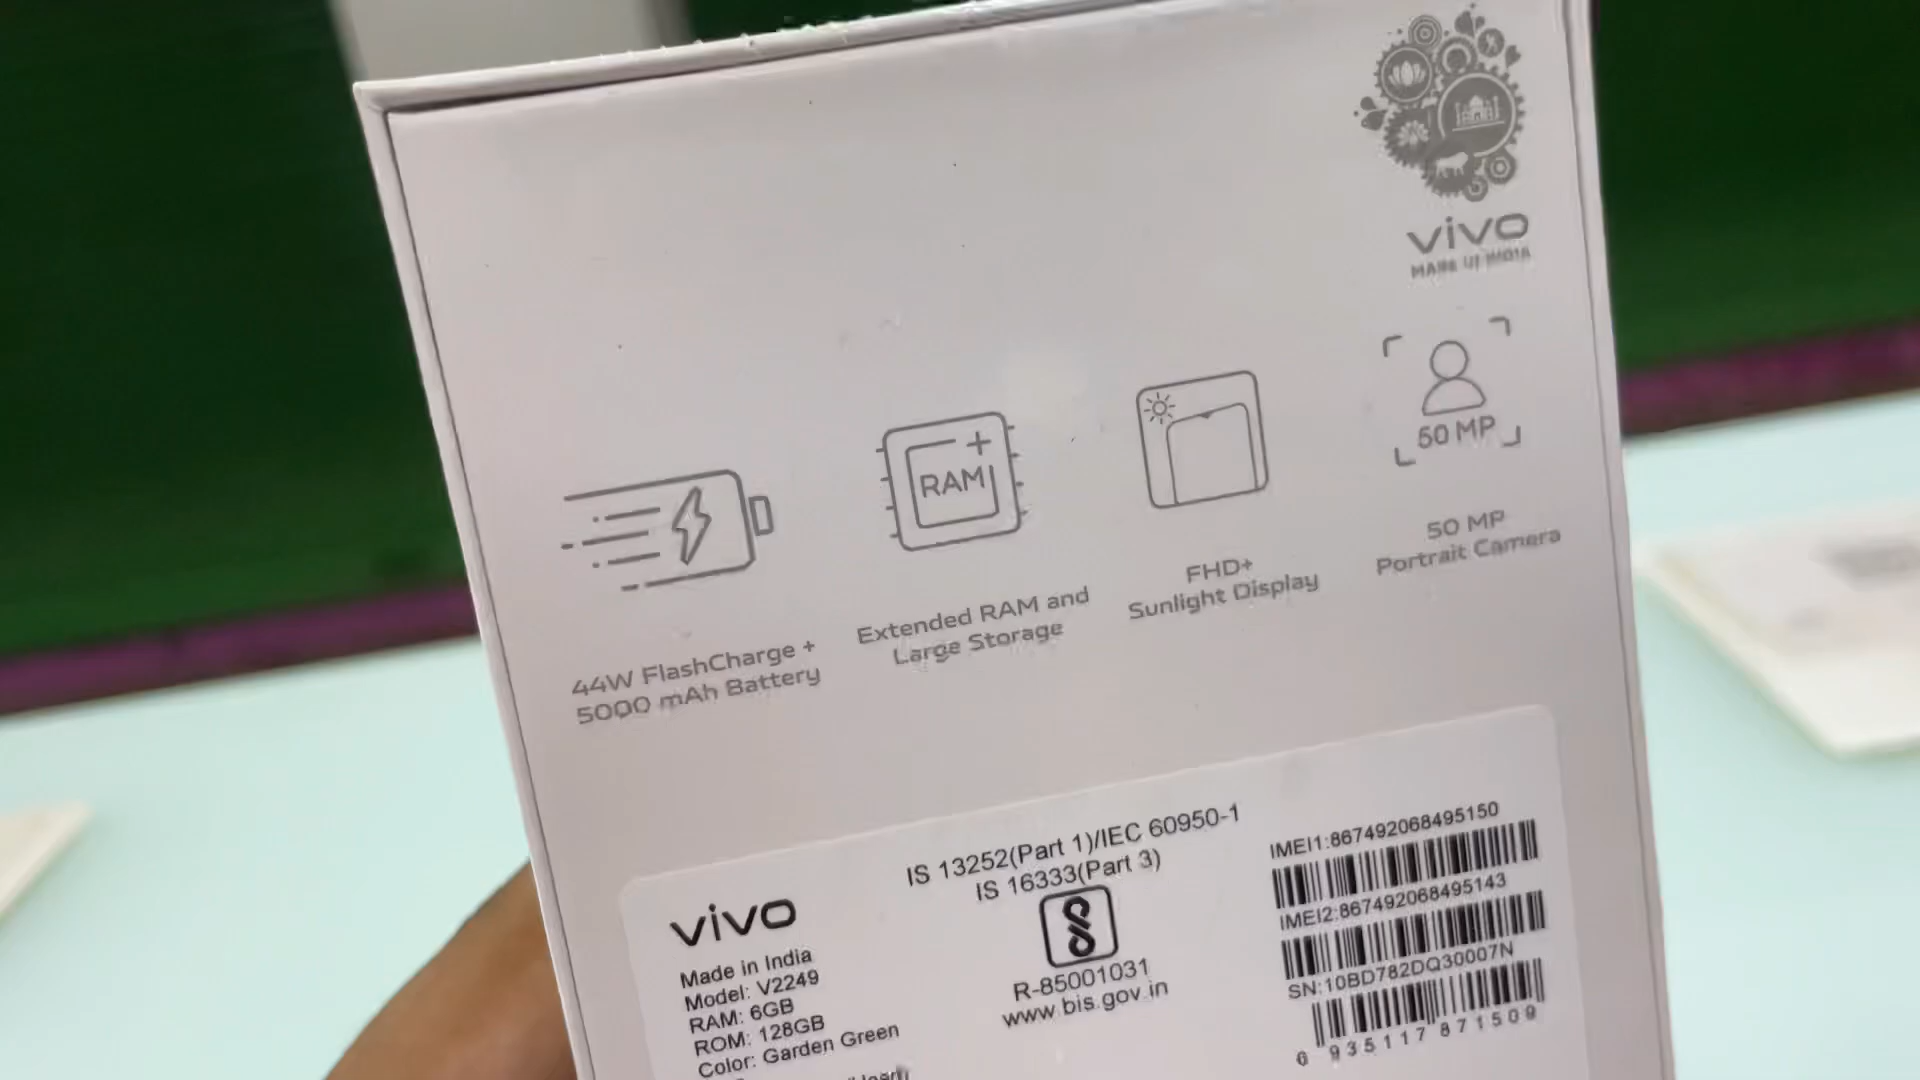 vivo
MADE IN INDIA
RAM
50 MP
44W FlashCharge +
5000 mAh Battery
Extended RAM and
Large Storage
FHD+
Sunlight Display
50 MP
Portrait Camera
vivo
Made in India
Model: V2249
RAM: 6GB
ROM: 128GB
Color: Garden Green
IS 13252(Part 1)/IEC 60950-1
IS 16333(Part 3)
R-85001031
www.bis.gov.in
IMEI1:867492068495150
IMEI2:867492068495143
SN:10BD782DQ30007N
6 935117 871509